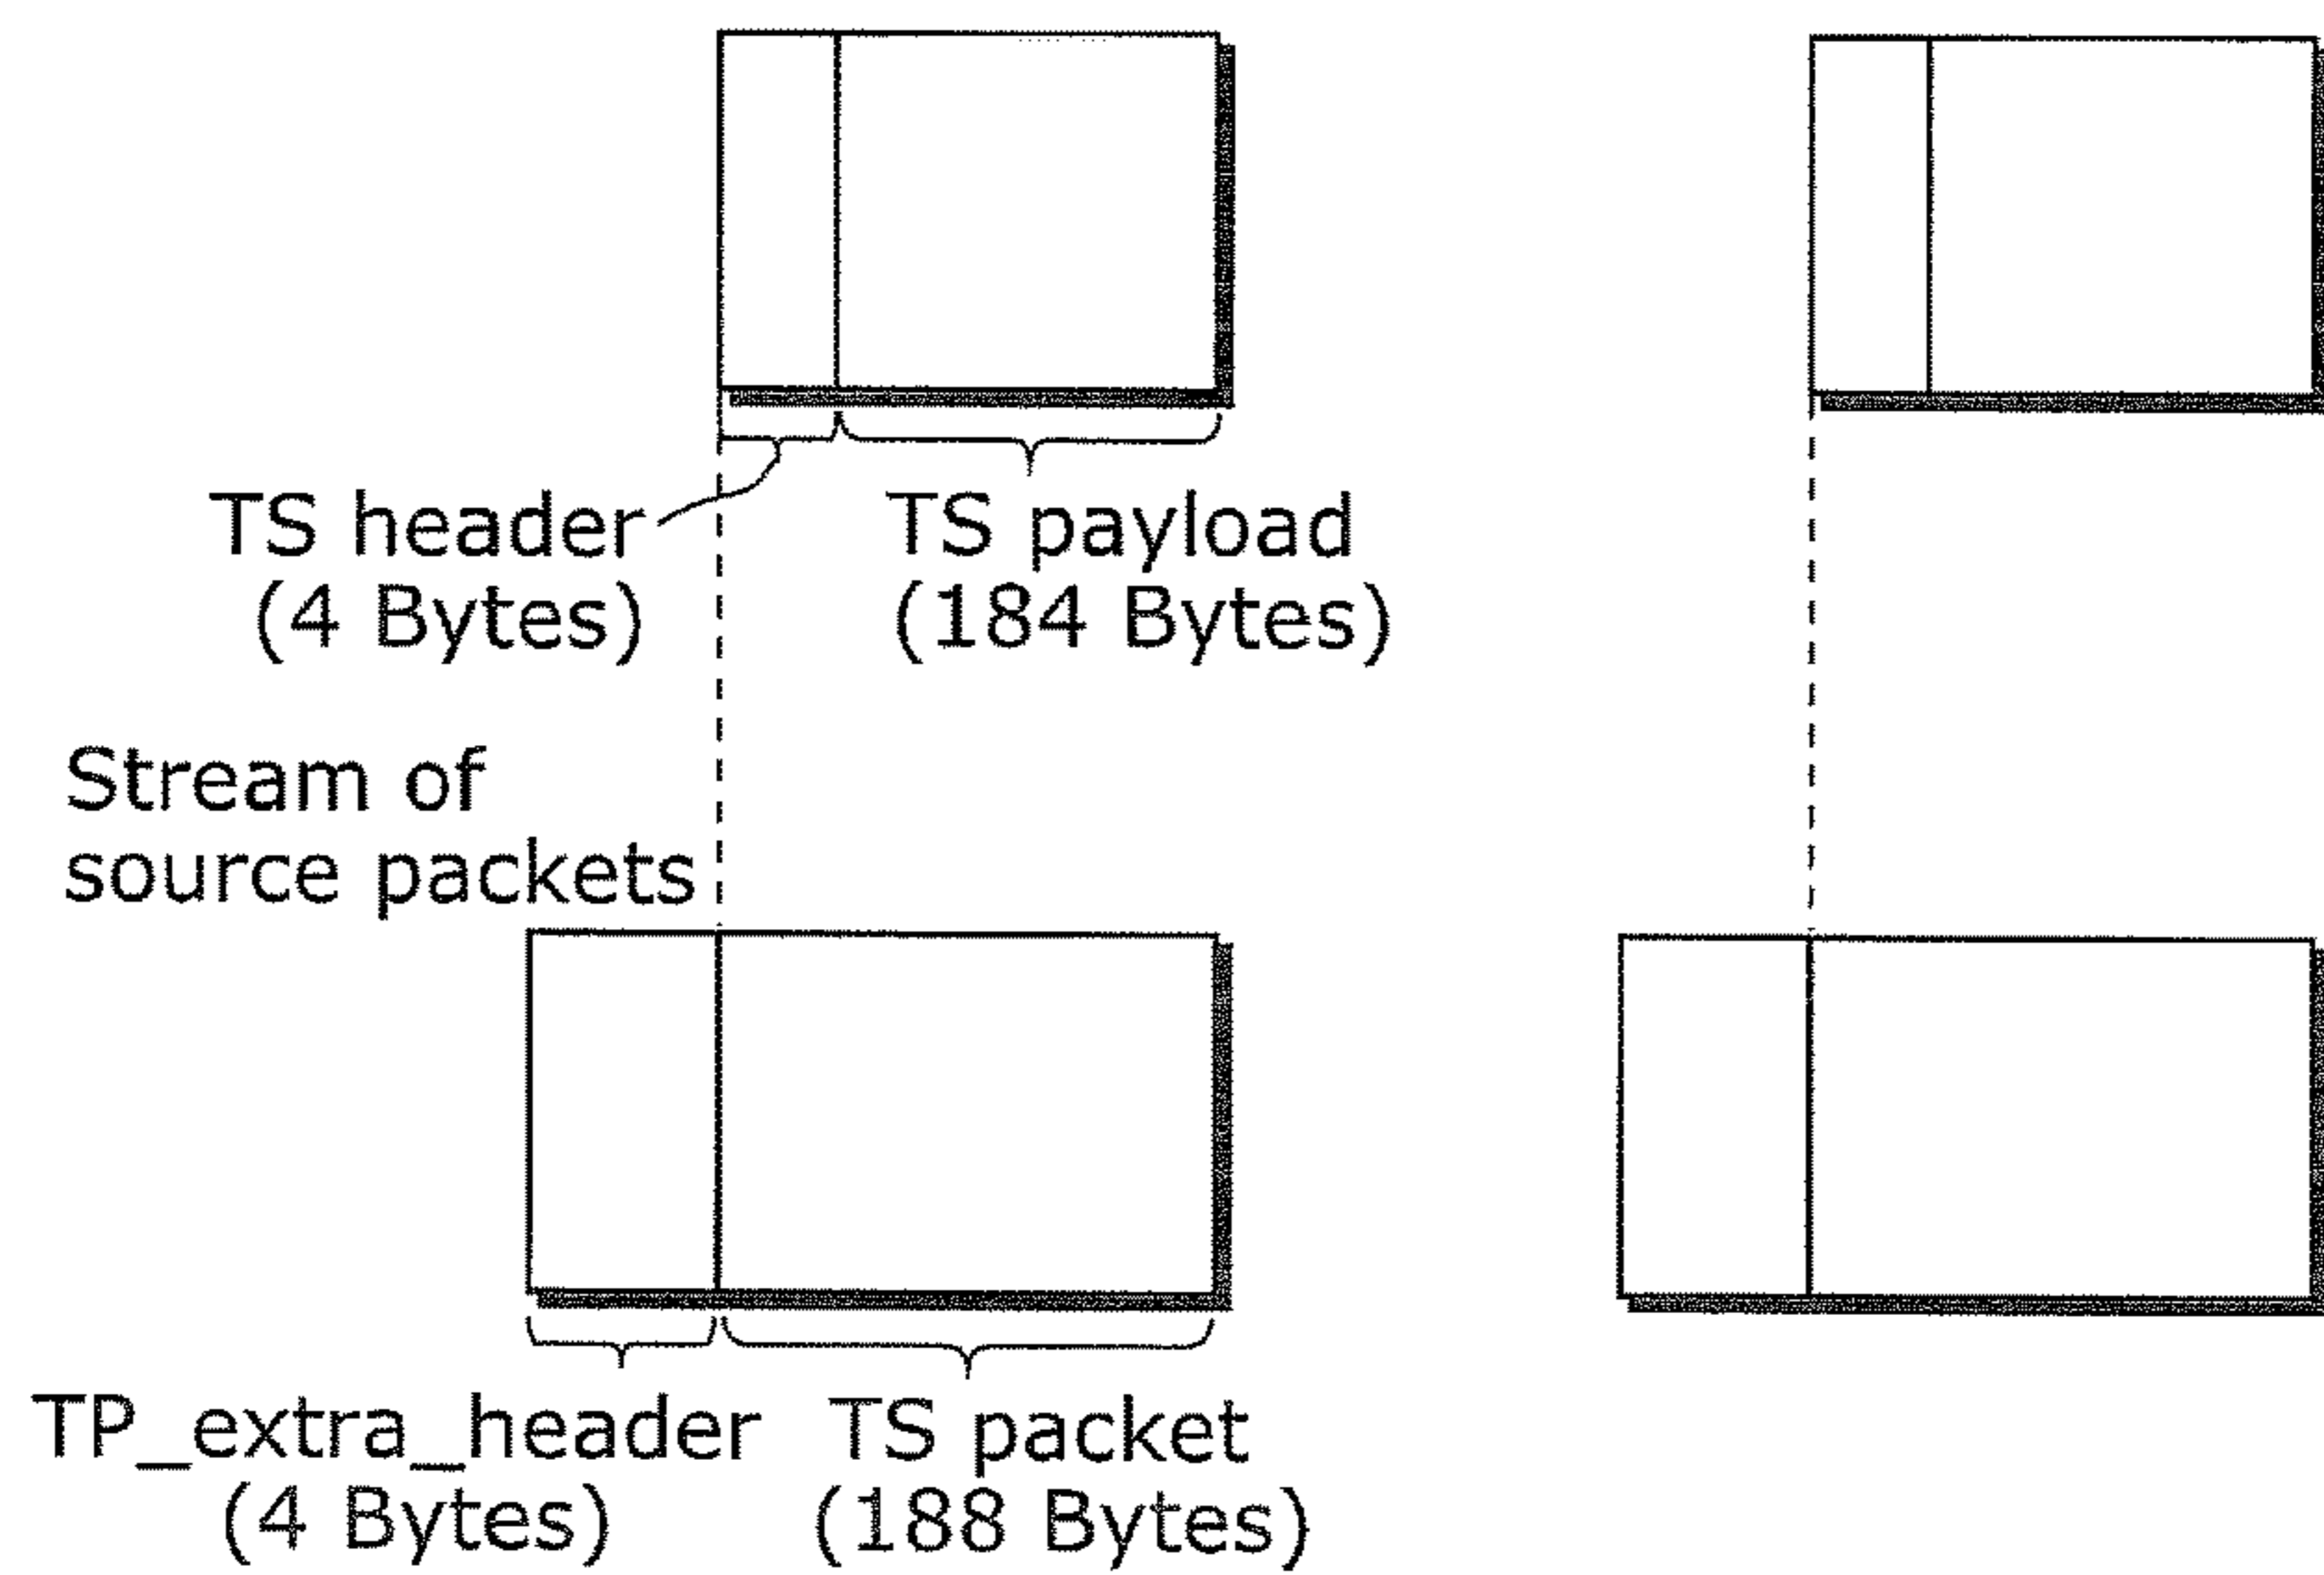 TS header
(4 Bytes)
TS payload
(184 Bytes)
Stream of
source packets
TP_extra_header
(4 Bytes)
TS packet
(188 Bytes)